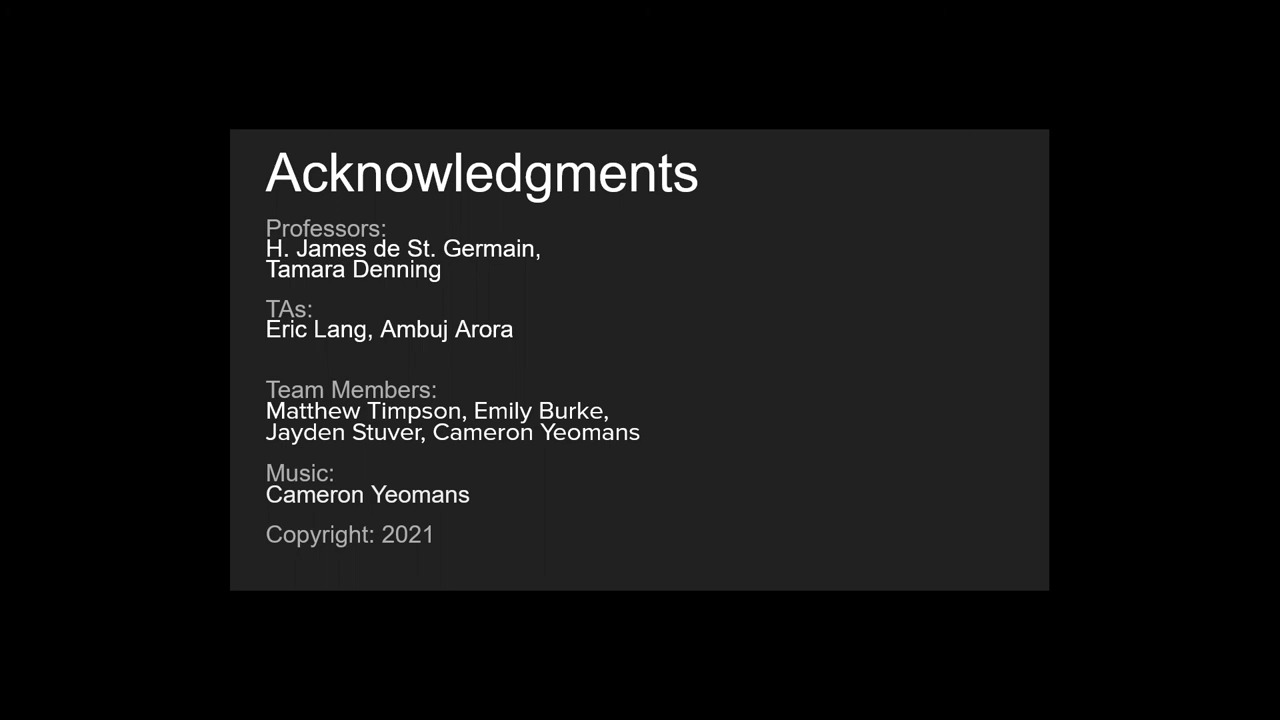 Acknowledgments
Professors:
H. James de St. Germain,
Tamara Denning
TAs:
Eric Lang, Ambuj Arora
Team Members:
Matthew Timpson, Emily Burke,
Jayden Stuver, Cameron Yeomans
Music:
Cameron Yeomans
Copyright: 2021